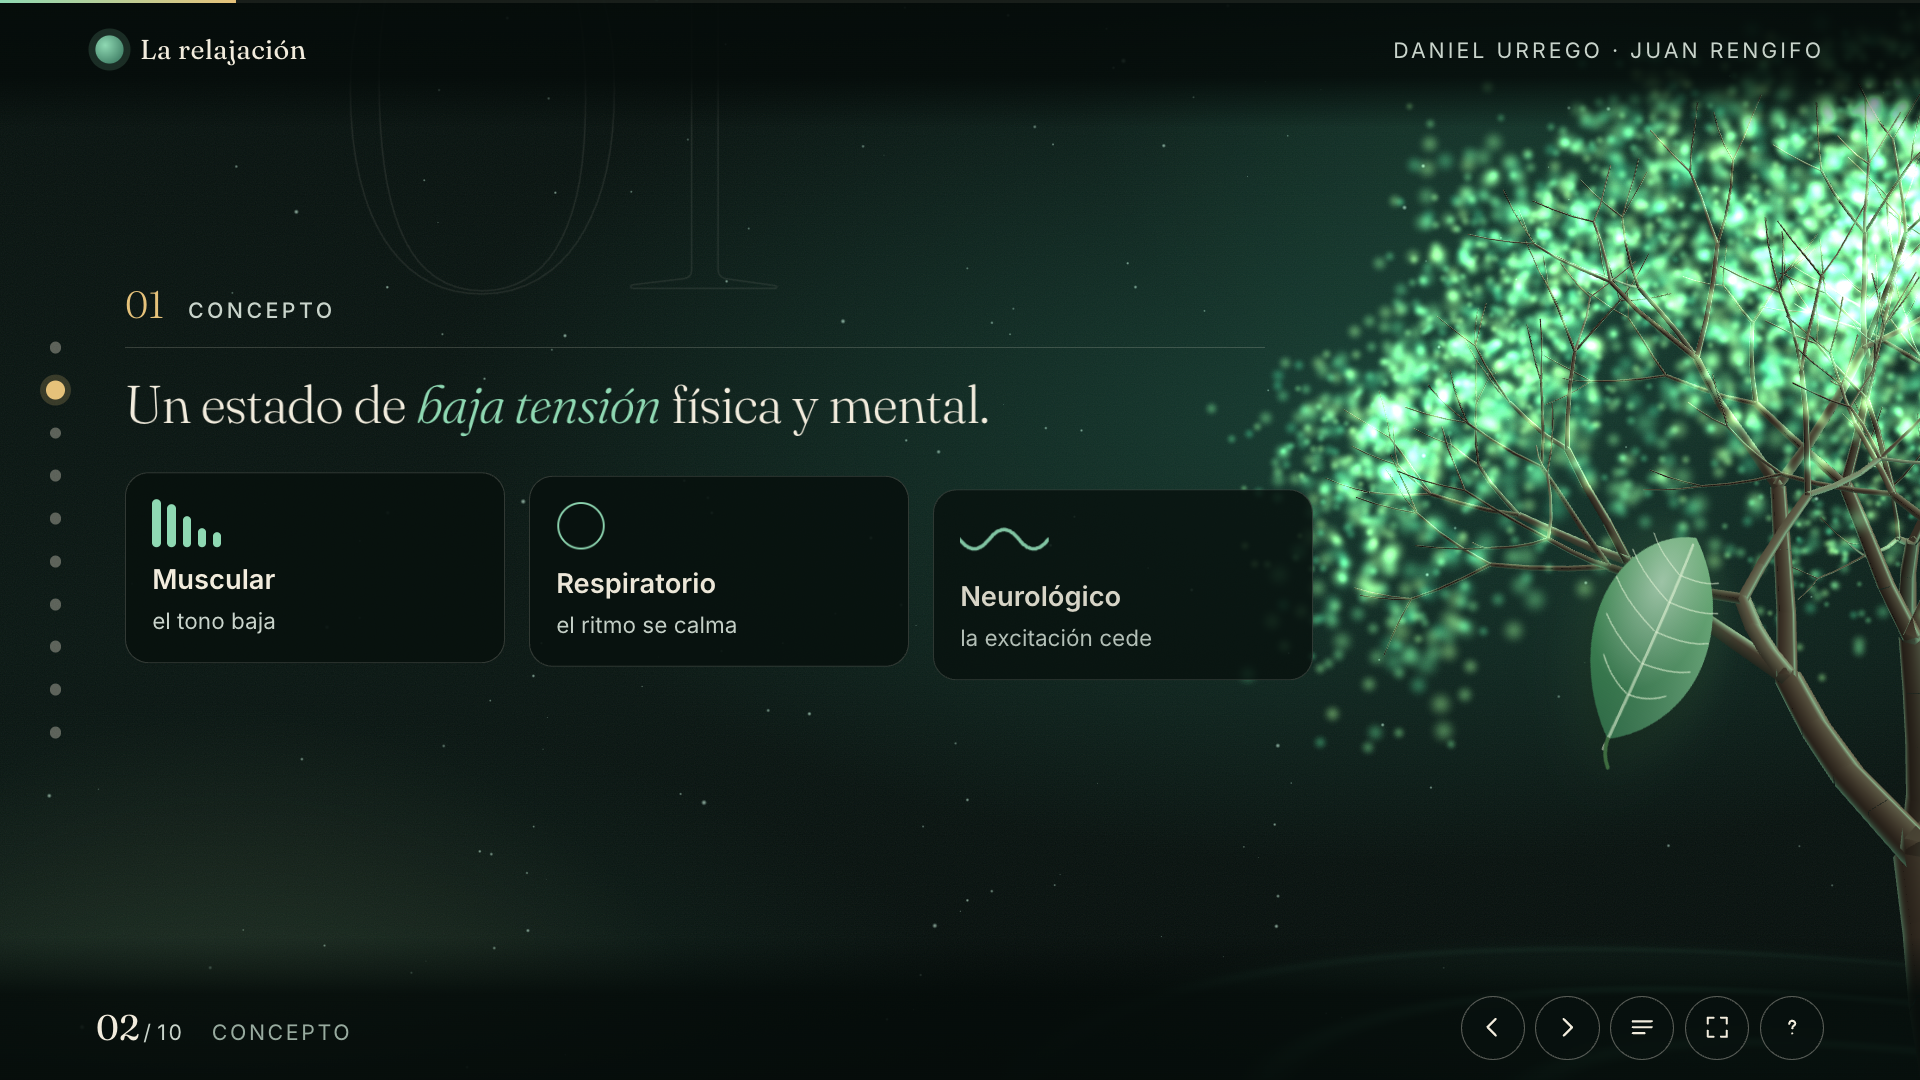 La relajación
DANIEL URREGO · JUAN RENGIFO
01
01 CONCEPTO
Un estado de baja tensión física y mental.
Muscular
el tono baja
Respiratorio
el ritmo se calma
Neurológico
la excitación cede
02 / 10 CONCEPTO
?